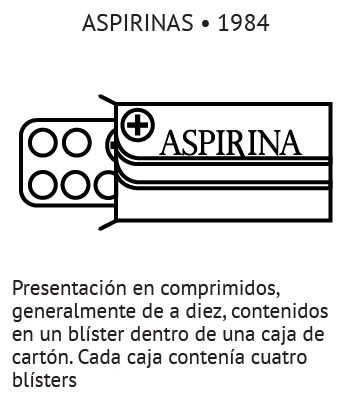 ASPIRINAS • 1984
ASPIRINA
Presentación en comprimidos,
generalmente de a diez, contenidos
en un blíster dentro de una caja de
cartón. Cada caja contenía cuatro
blísters